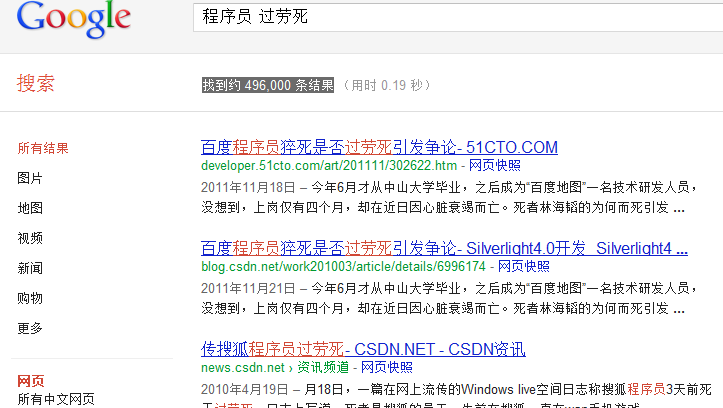 Google
程序员 过劳死
搜索
找到约 496,000 条结果 （用时 0.19 秒）
所有结果
图片
地图
视频
新闻
购物
更多
网页
所有中文网页
百度程序员猝死是否过劳死引发争论- 51CTO.COM
developer.51cto.com/art/201111/302622.htm - 网页快照
2011年11月18日 – 今年6月才从中山大学毕业，之后成为“百度地图”一名技术研发人员，
没想到，上岗仅有四个月，却在近日因心脏衰竭而亡。死者林海韬的为何而死引发 ...
百度程序员猝死是否过劳死引发争论- Silverlight4.0开发_Silverlight4 ...
blog.csdn.net/work201003/article/details/6996174 - 网页快照
2011年11月21日 – 今年6月才从中山大学毕业，之后成为“百度地图”一名技术研发人员，
没想到，上岗仅有四个月，却在近日因心脏衰竭而亡。死者林海韬的为何而死引发 ...
传搜狐程序员过劳死- CSDN.NET - CSDN资讯
news.csdn.net › 资讯频道 - 网页快照
2010年4月19日 – 月18日，一篇在网上流传的Windows live空间日志称搜狐程序员3天前死